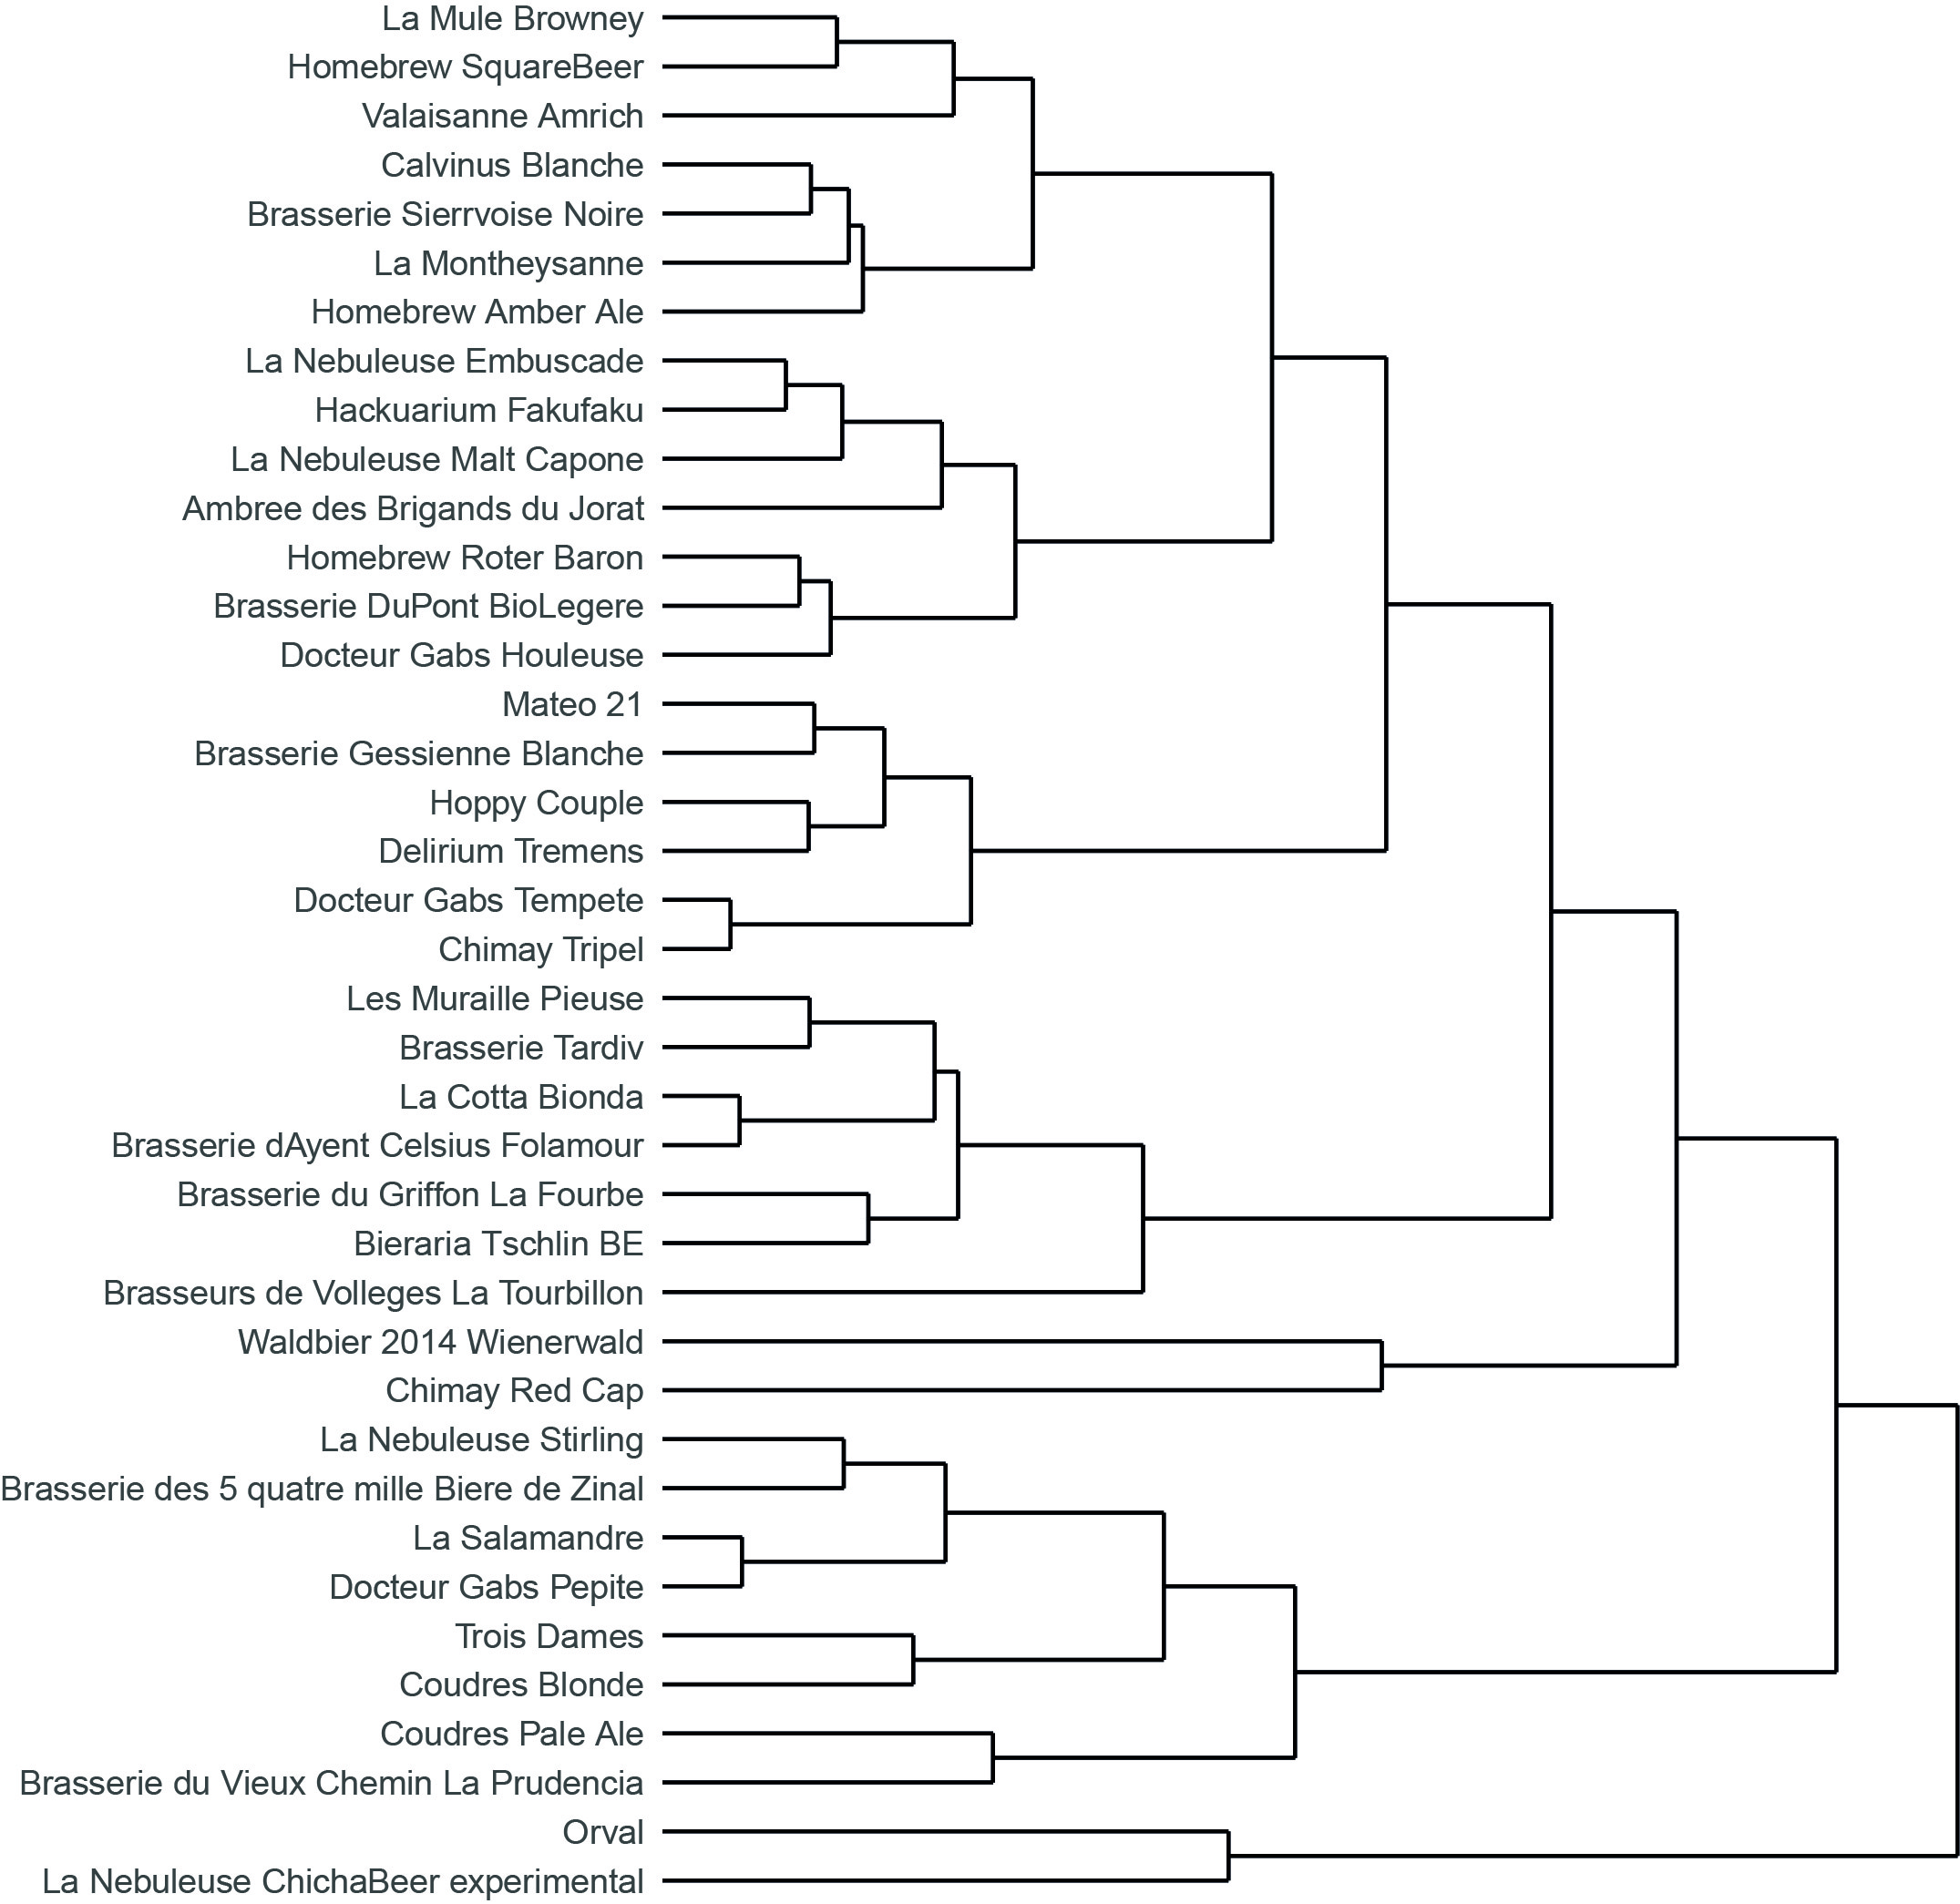 La Mule Browney
Homebrew SquareBeer
Valaisanne Amrich
Calvinus Blanche
Brasserie Sierrvoise Noire
La Montheysanne
Homebrew Amber Ale
La Nebuleuse Embuscade
Hackuarium Fakufaku
La Nebuleuse Malt Capone
Ambree des Brigands du Jorat
Homebrew Roter Baron
Brasserie DuPont BioLegere
Docteur Gabs Houleuse
Mateo 21
Brasserie Gessienne Blanche
Hoppy Couple
Delirium Tremens
Docteur Gabs Tempete
Chimay Tripel
Les Muraille Pieuse
Brasserie Tardiv
La Cotta Bionda
Brasserie dAyent Celsius Folamour
Brasserie du Griffon La Fourbe
Bieraria Tschlin BE
Brasseurs de Volleges La Tourbillon
Waldbier 2014 Wienerwald
Chimay Red Cap
La Nebuleuse Stirling
Brasserie des 5 quatre mille Biere de Zinal
La Salamandre
Docteur Gabs Pepite
Trois Dames
Coudres Blonde
Coudres Pale Ale
Brasserie du Vieux Chemin La Prudencia
Orval
La Nebuleuse ChichaBeer experimental